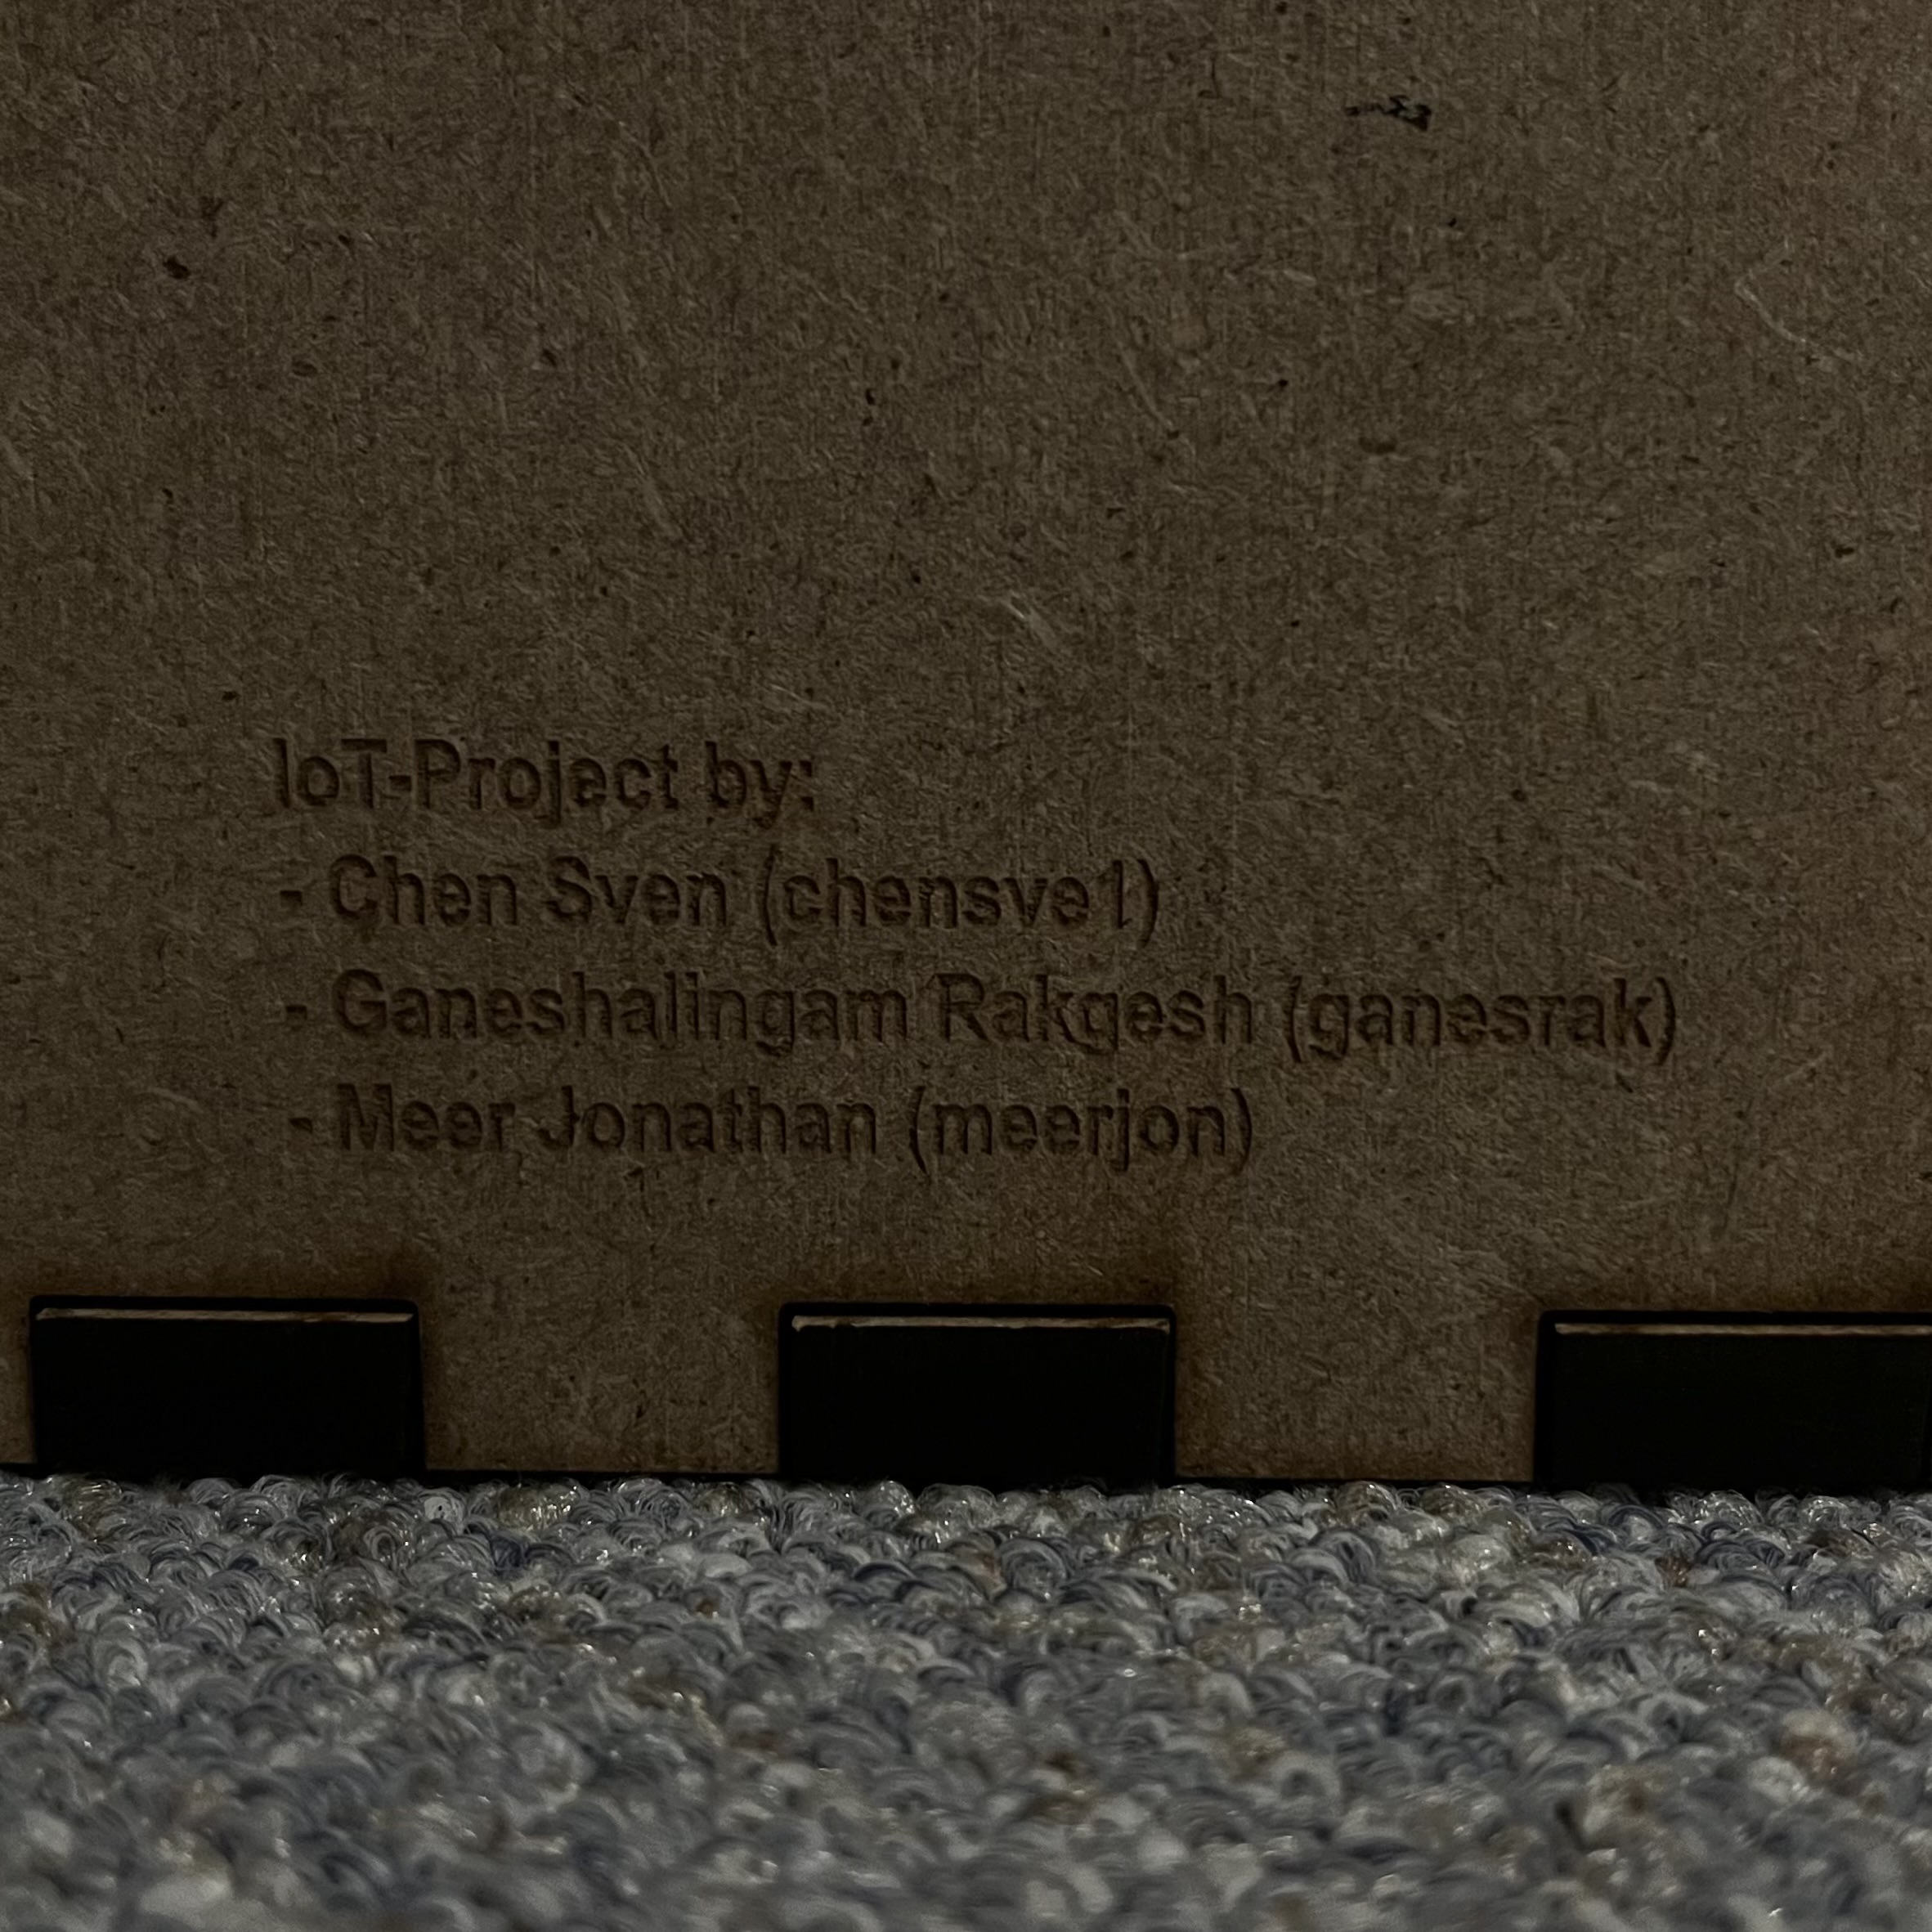 IoT-Project by:
- Chen Sven (chensve1)
- Ganeshalingam Rakgesh (ganesrak)
- Meer Jonathan (meerjon)